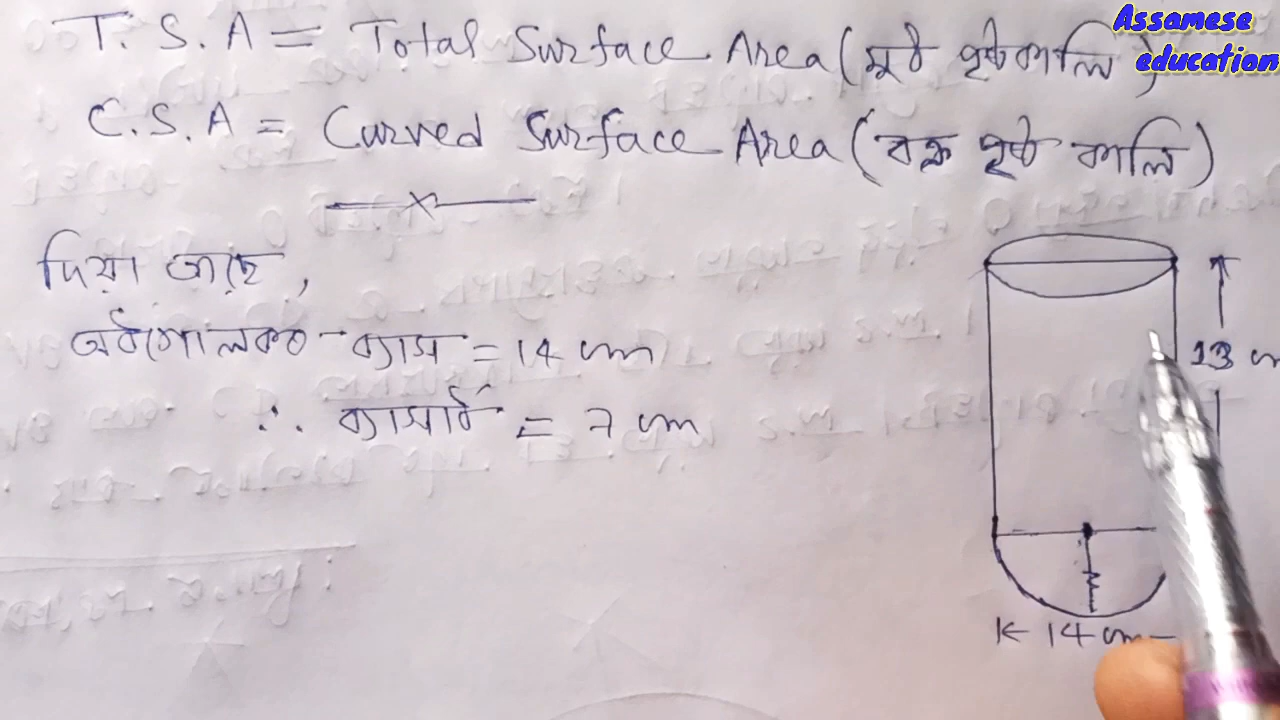 Assamese
education
T. S. A = Total Surface Area (মুঠ পৃষ্ঠকালি)
C.S.A = Curved Surface Area (বক্ৰ পৃষ্ঠ কালি)
দিয়া আছে,
অৰ্ধগোলকৰ ব্যাস = 14 cm
∴ ব্যাসাৰ্ধ = 7 cm
13 cm
14 cm